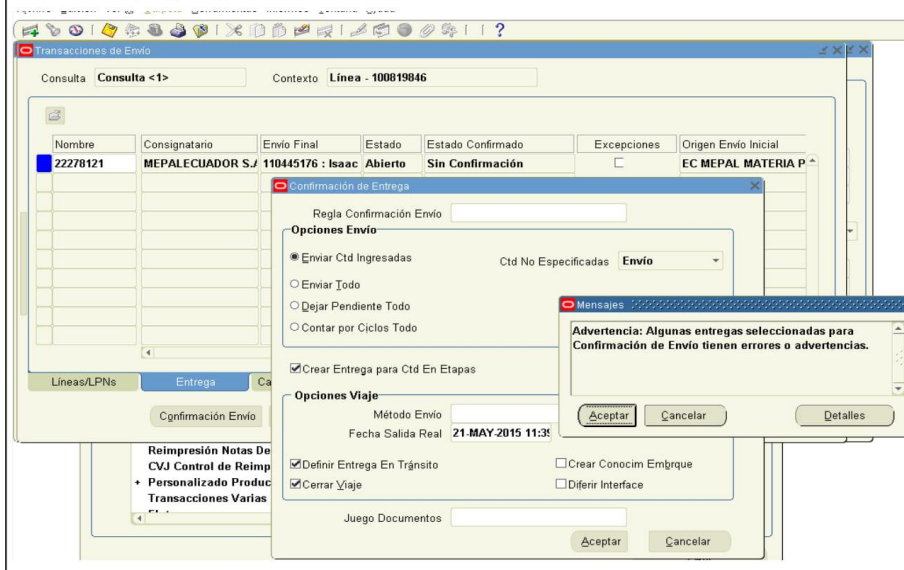 Transacciones de Envío
Consulta Consulta <1> Contexto Línea - 100819846
Nombre Consignatario Envío Final Estado Estado Confirmado Excepciones Origen Envío Inicial
22278121 MEPALECUADOR S.A 110445176 : Isaac Abierto Sin Confirmación EC MEPAL MATERIA P
Confirmación de Entrega
Regla Confirmación Envío
Opciones Envío
Enviar Ctd Ingresadas Ctd No Especificadas Envío
Enviar Todo
Dejar Pendiente Todo
Contar por Ciclos Todo
Mensajes
Advertencia: Algunas entregas seleccionadas para
Confirmación de Envío tienen errores o advertencias.
Aceptar Cancelar Detalles
Crear Entrega para Ctd En Etapas
Líneas/LPNs Entrega Ca
Confirmación Envío
Opciones Viaje
Método Envío
Fecha Salida Real 21-MAY-2015 11:39
Definir Entrega En Tránsito Crear Conocim Embrque
Cerrar Viaje Diferir Interface
Juego Documentos
Aceptar Cancelar
Reimpresión Notas De
CVJ Control de Reimp
+ Personalizado Produc
Transacciones Varias